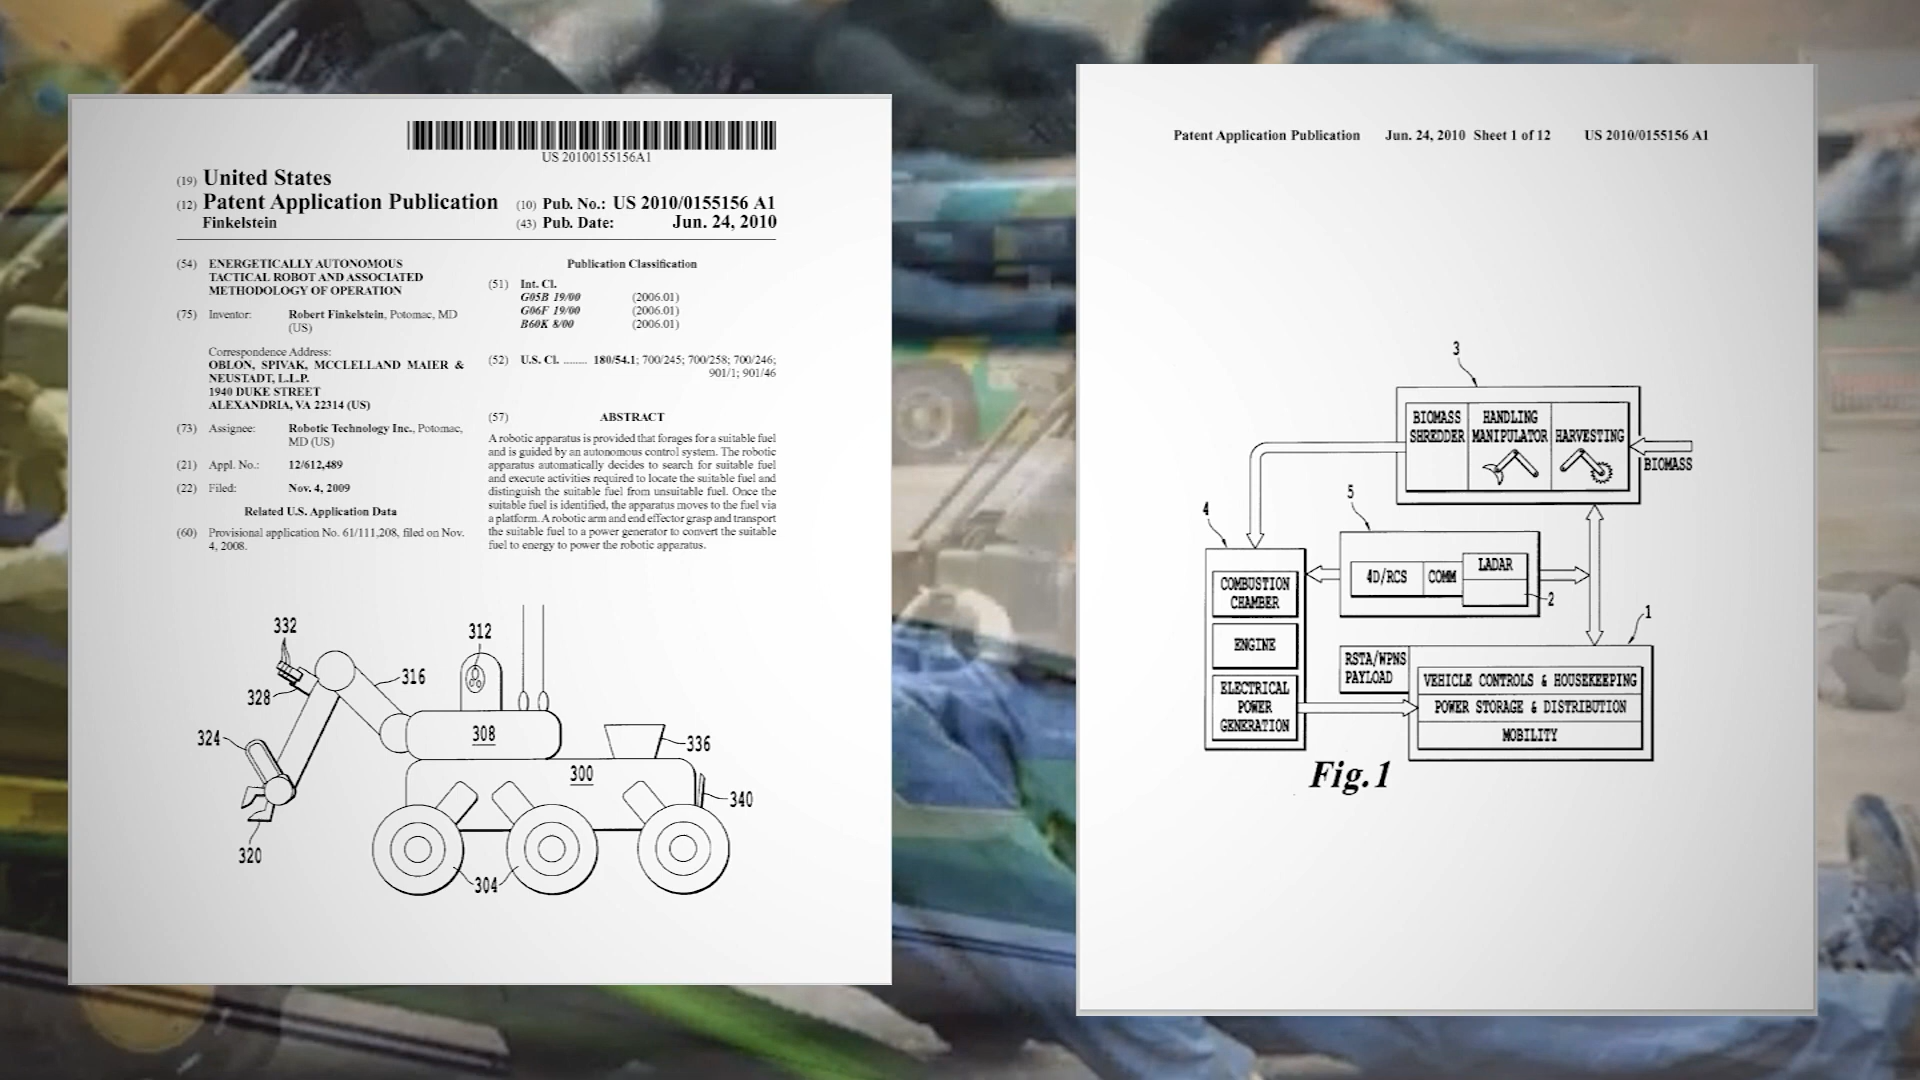 US 20100155156A1
(19) United States
(12) Patent Application Publication
Finkelstein
(10) Pub. No.: US 2010/0155156 A1
(43) Pub. Date: Jun. 24, 2010
(54) ENERGETICALLY AUTONOMOUS
TACTICAL ROBOT AND ASSOCIATED
METHODOLOGY OF OPERATION
(75) Inventor: Robert Finkelstein, Potomac, MD
(US)
Correspondence Address:
OBLON, SPIVAK, MCCLELLAND MAIER &
NEUSTADT, L.L.P.
1940 DUKE STREET
ALEXANDRIA, VA 22314 (US)
(73) Assignee: Robotic Technology Inc., Potomac,
MD (US)
(21) Appl. No.: 12/612,489
(22) Filed: Nov. 4, 2009
Related U.S. Application Data
(60) Provisional application No. 61/111,208, filed on Nov.
4, 2008.
Publication Classification
(51) Int. Cl.
G05B 19/00 (2006.01)
G06F 19/00 (2006.01)
B60K 8/00 (2006.01)
(52) U.S. Cl. ........ 180/54.1; 700/245; 700/258; 700/246;
901/1; 901/46
(57) ABSTRACT
A robotic apparatus is provided that forages for a suitable fuel
and is guided by an autonomous control system. The robotic
apparatus automatically decides to search for suitable fuel
and execute activities required to locate the suitable fuel and
distinguish the suitable fuel from unsuitable fuel. Once the
suitable fuel is identified, the apparatus moves to the fuel via
a platform. A robotic arm and end effector grasp and transport
the suitable fuel to a power generator to convert the suitable
fuel to energy to power the robotic apparatus.
332
312
316
328
324
308
336
300
340
320
304
Patent Application Publication Jun. 24, 2010 Sheet 1 of 12 US 2010/0155156 A1
3
BIOMASS
SHREDDER
HANDLING
MANIPULATOR
HARVESTING
BIOMASS
5
4
4D/RCS
COMM
LADAR
2
COMBUSTION
CHAMBER
ENGINE
ELECTRICAL
POWER
GENERATION
1
RSTA/WPNS
PAYLOAD
VEHICLE CONTROLS & HOUSEKEEPING
POWER STORAGE & DISTRIBUTION
MOBILITY
Fig.1